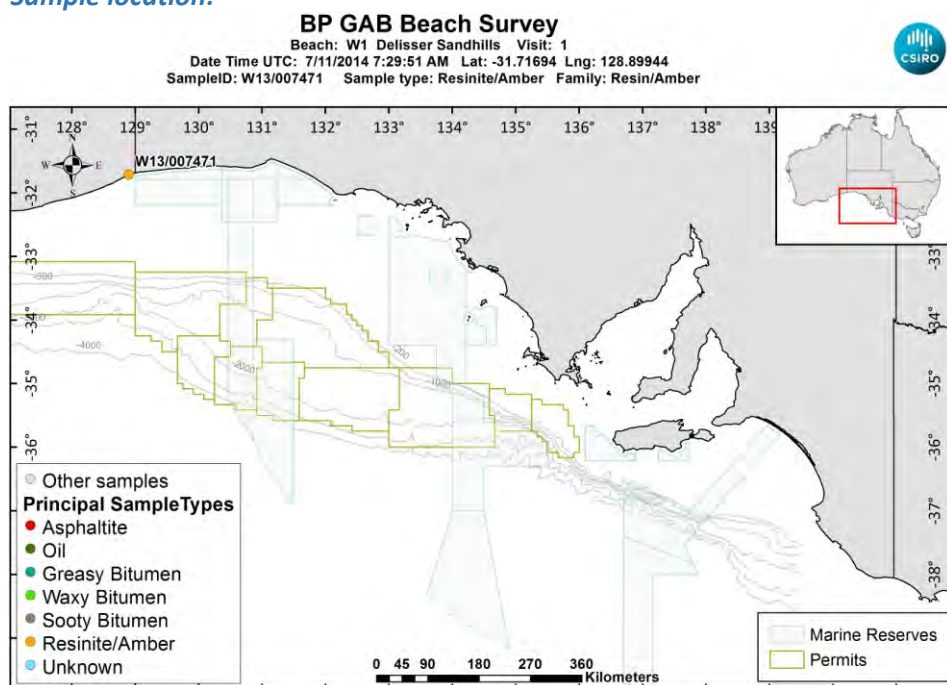 Sample location:
BP GAB Beach Survey
Beach: W1 Delisser Sandhills Visit: 1
Date Time UTC: 7/11/2014 7:29:51 AM Lat: -31.71694 Lng: 128.89944
SampleID: W13/007471 Sample type: Resinite/Amber Family: Resin/Amber
CSIRO
128° 129° 130° 131° 132° 133° 134° 135° 136° 137° 138° 139
-31°
-32°
-33°
-34°
-35°
-36°
-37°
-38°
N
W E
S
W13/007471
-33°
-34°
-35°
-36°
-37°
-38°
-4000
-2000
-200
-1000
Other samples
Principal SampleTypes
Asphaltite
Oil
Greasy Bitumen
Waxy Bitumen
Sooty Bitumen
Resinite/Amber
Unknown
0 45 90 180 270 360
Kilometers
Marine Reserves
Permits